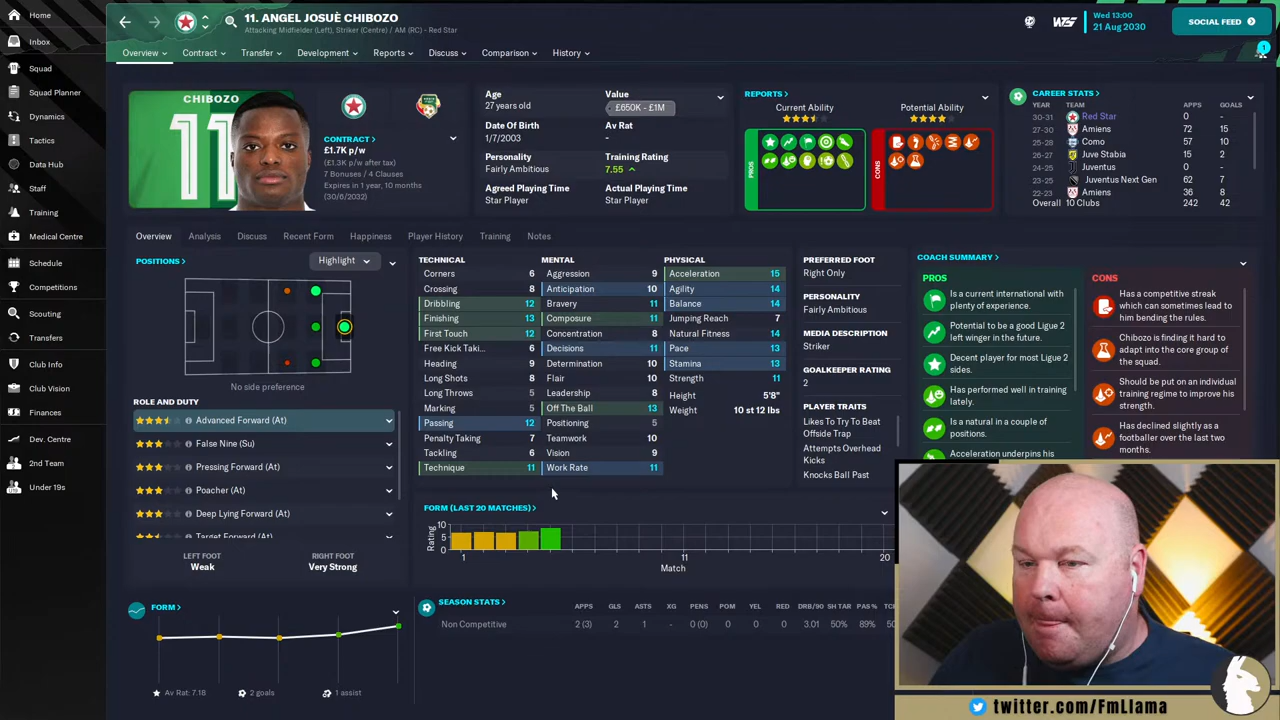 Home
11. ANGEL JOSUÈ CHIBOZO
Attacking Midfielder (Left), Striker (Centre) / AM (RC) - Red Star
Wed 13:00
21 Aug 2030
SOCIAL FEED
1
Inbox
Squad
Squad Planner
Dynamics
Tactics
Data Hub
Staff
Training
Medical Centre
Schedule
Competitions
Scouting
Transfers
Club Info
Club Vision
Finances
Dev. Centre
2nd Team
Under 19s
Overview
Contract
Transfer
Development
Reports
Discuss
Comparison
History
CHIBOZO
11
CONTRACT
£1.7K p/w
(£1.3K p/w after tax)
7 Bonuses / 4 Clauses
Expires in 1 year, 10 months
(30/6/2032)
Age
27 years old
Date Of Birth
1/7/2003
Personality
Fairly Ambitious
Agreed Playing Time
Star Player
Value
£650K - £1M
Av Rat
-
Training Rating
7.55
Actual Playing Time
Star Player
REPORTS
Current Ability
Potential Ability
PROS
CONS
CAREER STATS
YEAR TEAM APPS GOALS
30-31 Red Star 0 -
27-30 Amiens 72 15
26-28 Como 57 10
26-27 Juve Stabia 15 2
24-25 Juventus 0 -
23-25 Juventus Next Gen 62 7
22-23 Amiens 36 8
Overall 10 Clubs 242 42
Overview
Analysis
Discuss
Recent Form
Happiness
Player History
Training
Notes
POSITIONS
Highlight
No side preference
ROLE AND DUTY
Advanced Forward (At)
False Nine (Su)
Pressing Forward (At)
Poacher (At)
Deep Lying Forward (At)
Target Forward (At)
LEFT FOOT
Weak
RIGHT FOOT
Very Strong
TECHNICAL
Corners 6
Crossing 8
Dribbling 12
Finishing 13
First Touch 12
Free Kick Taki... 6
Heading 9
Long Shots 8
Long Throws 5
Marking 5
Passing 12
Penalty Taking 7
Tackling 6
Technique 11
MENTAL
Aggression 9
Anticipation 10
Bravery 11
Composure 11
Concentration 8
Decisions 11
Determination 10
Flair 10
Leadership 8
Off The Ball 13
Positioning 5
Teamwork 10
Vision 9
Work Rate 11
PHYSICAL
Acceleration 15
Agility 14
Balance 14
Jumping Reach 7
Natural Fitness 14
Pace 13
Stamina 13
Strength 11
Height 5'8"
Weight 10 st 12 lbs
PREFERRED FOOT
Right Only
PERSONALITY
Fairly Ambitious
MEDIA DESCRIPTION
Striker
GOALKEEPER RATING
2
PLAYER TRAITS
Likes To Try To Beat
Offside Trap
Attempts Overhead
Kicks
Knocks Ball Past
COACH SUMMARY
PROS
Is a current international with
plenty of experience.
Potential to be a good Ligue 2
left winger in the future.
Decent player for most Ligue 2
sides.
Has performed well in training
lately.
Is a natural in a couple of
positions.
Acceleration underpins his
CONS
Has a competitive streak
which can sometimes lead to
him bending the rules.
Chibozo is finding it hard to
adapt into the core group of
the squad.
Should be put on an individual
training regime to improve his
strength.
Has declined slightly as a
footballer over the last two
months.
FORM (LAST 20 MATCHES)
Rating
10
5
0
1
11
20
Match
FORM
Av Rat: 7.18
2 goals
1 assist
SEASON STATS
APPS GLS ASTS XG PENS POM YEL RED DRB/90 SH TAR PAS %
Non Competitive 2 (3) 2 1 - 0 (0) 0 0 0 3.01 50% 89%
twitter.com/FmLlama